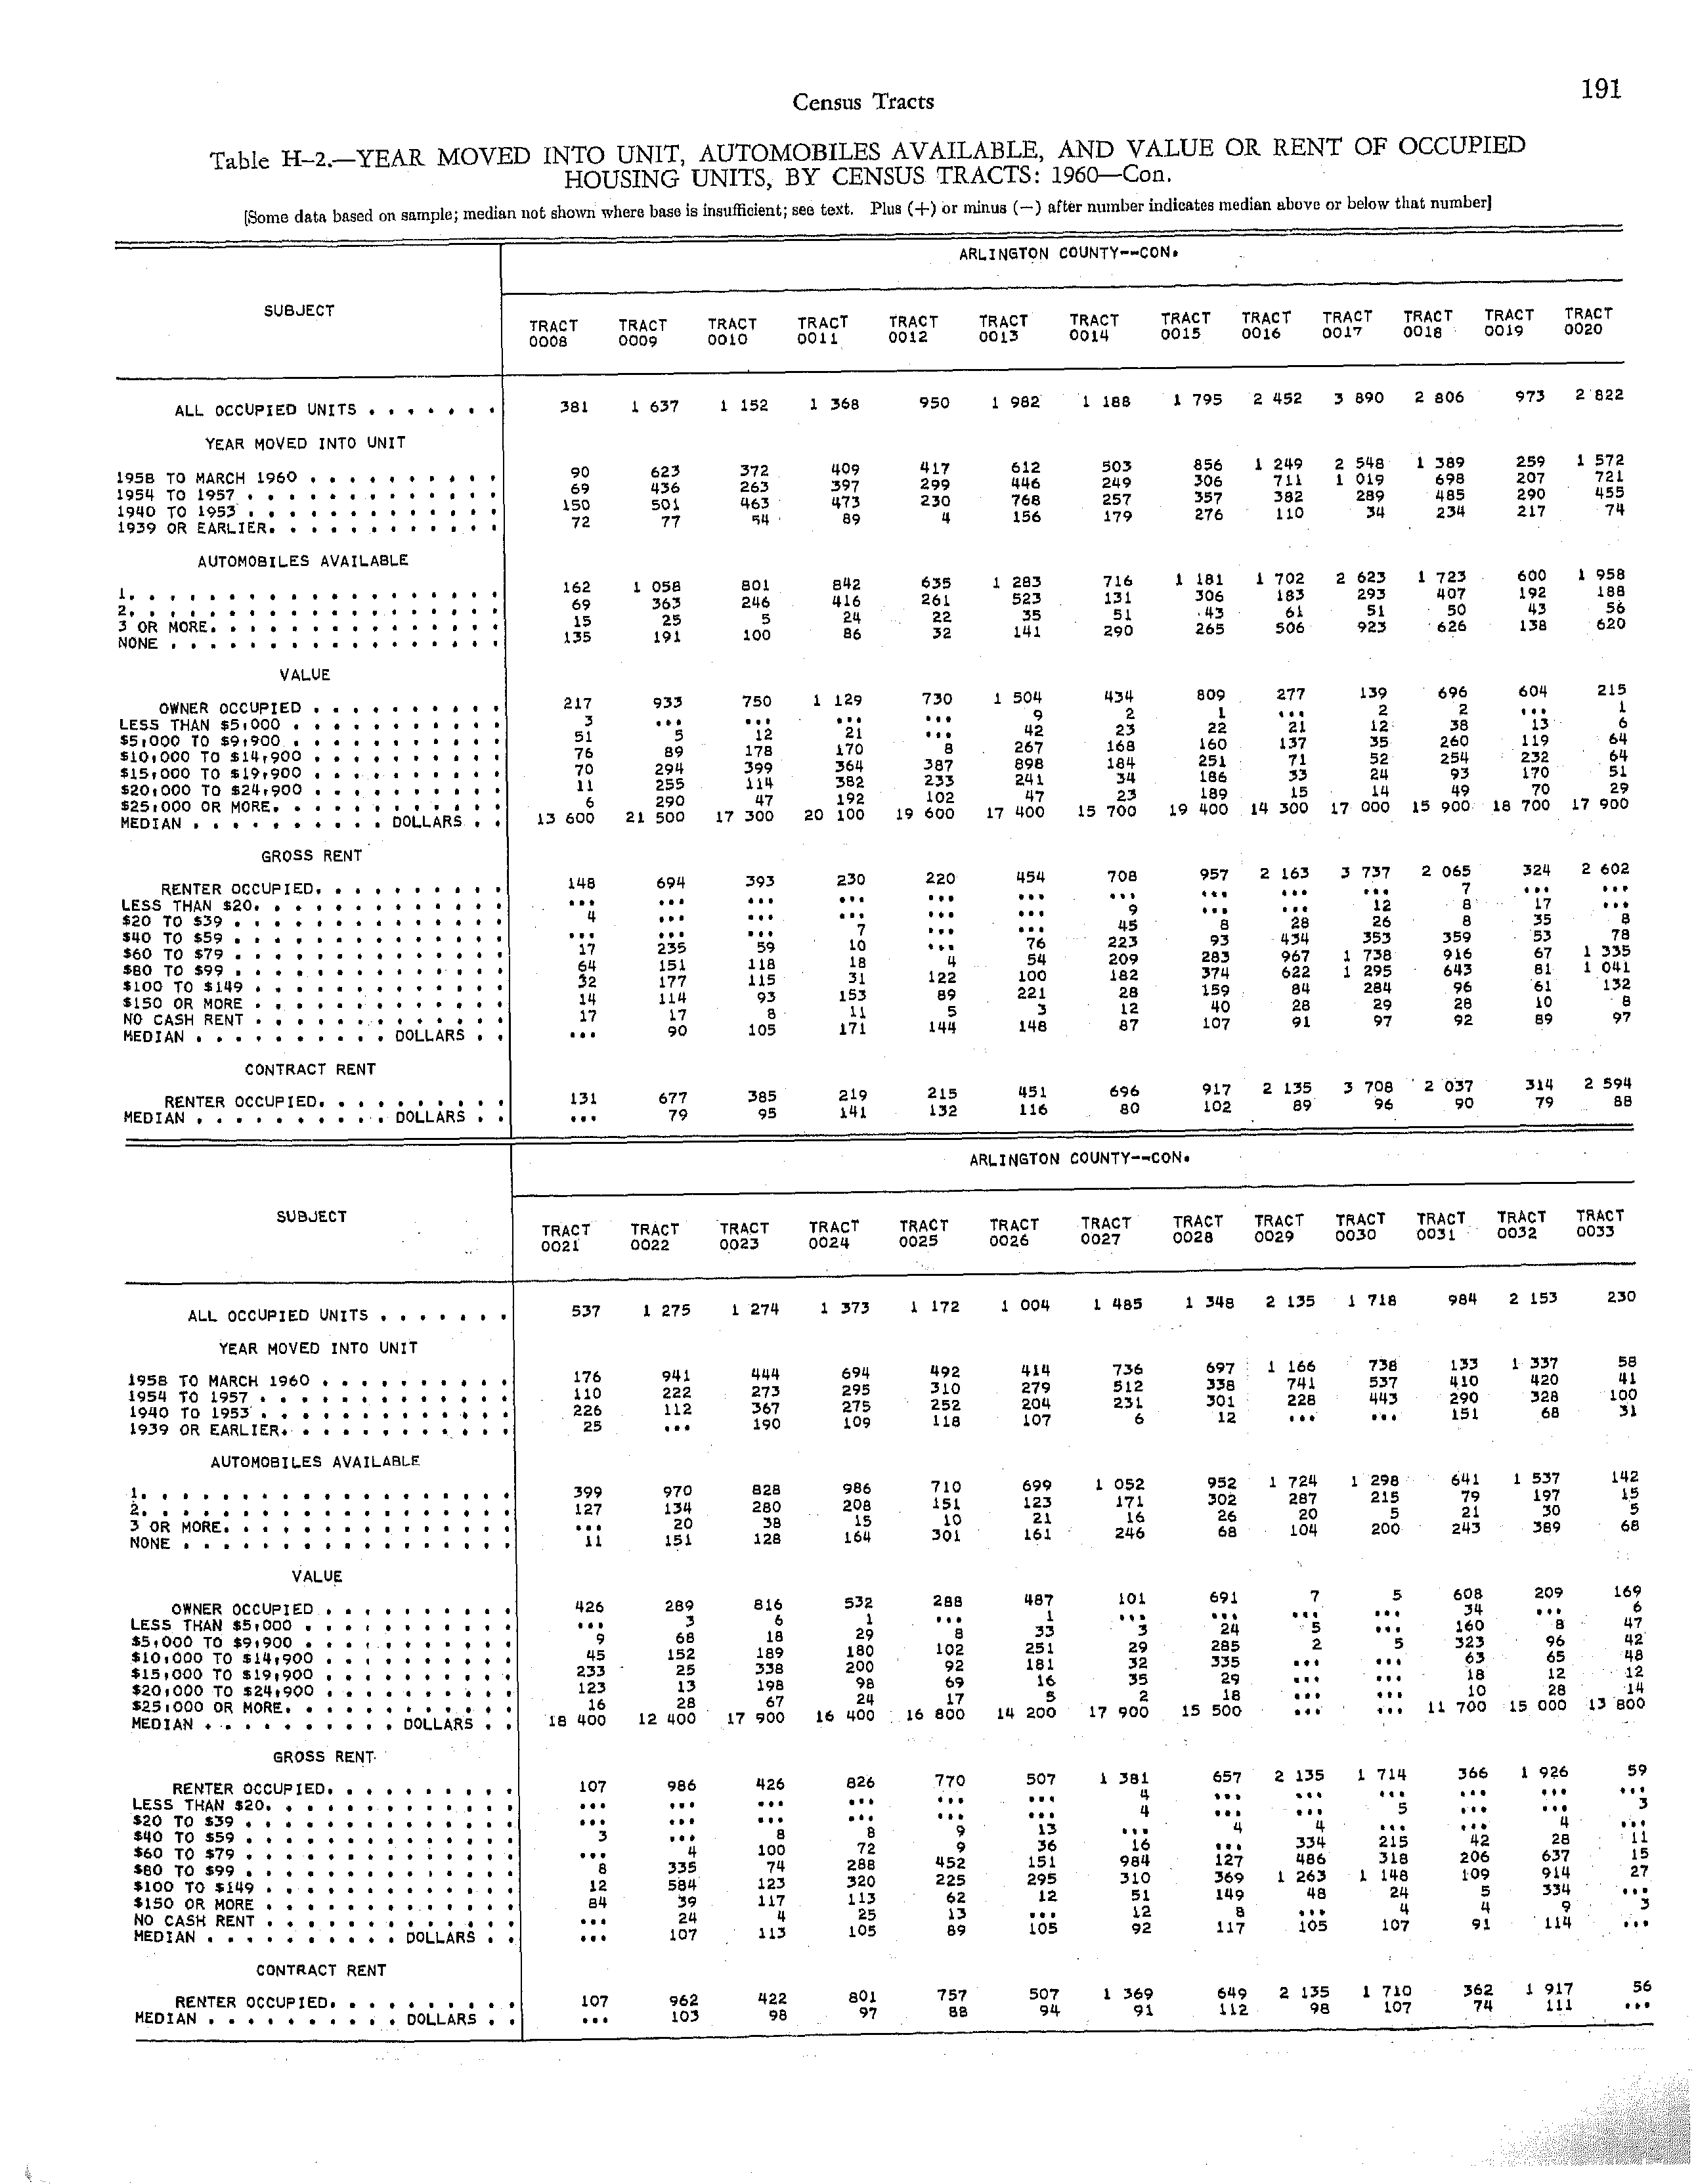 191
Census Tracts
Table H–2.—YEAR MOVED INTO UNIT, AUTOMOBILES AVAILABLE, AND VALUE OR RENT OF OCCUPIED
HOUSING UNITS, BY CENSUS TRACTS: 1960—Con.
[Some data based on sample; median not shown where base is insufficient; see text. Plus (+) or minus (—) after number indicates median above or below that number]
ARLINGTON COUNTY--CON.
SUBJECT
TRACT 0008 TRACT 0009 TRACT 0010 TRACT 0011 TRACT 0012 TRACT 0013 TRACT 0014 TRACT 0015 TRACT 0016 TRACT 0017 TRACT 0018 TRACT 0019 TRACT 0020
ALL OCCUPIED UNITS . . . . . . . 381 1 637 1 152 1 368 950 1 982 1 188 1 795 2 452 3 890 2 806 973 2 822
YEAR MOVED INTO UNIT
1958 TO MARCH 1960 . . . . . . . . . . 90 623 372 409 417 612 503 856 1 249 2 548 1 389 259 1 572
1954 TO 1957 . . . . . . . . . . . . . 69 436 263 397 299 446 249 306 711 1 019 698 207 721
1940 TO 1953 . . . . . . . . . . . . . 150 501 463 473 230 768 257 357 382 289 485 290 455
1939 OR EARLIER. . . . . . . . . . . . 72 77 54 89 4 156 179 276 110 34 234 217 74
AUTOMOBILES AVAILABLE
1. . . . . . . . . . . . . . . . . . . 162 1 058 801 842 635 1 283 716 1 181 1 702 2 623 1 723 600 1 958
2. . . . . . . . . . . . . . . . . . . 69 363 246 416 261 523 131 306 183 293 407 192 188
3 OR MORE. . . . . . . . . . . . . . . 15 25 5 24 22 35 51 43 61 51 50 43 56
NONE . . . . . . . . . . . . . . . . . 135 191 100 86 32 141 290 265 506 923 626 138 620
VALUE
OWNER OCCUPIED . . . . . . . . . . 217 933 750 1 129 730 1 504 434 809 277 139 696 604 215
LESS THAN $5,000 . . . . . . . . . . . 3 ... ... ... ... 9 2 1 ... 2 2 ... 1
$5,000 TO $9,900 . . . . . . . . . . . 51 5 12 21 ... 42 23 22 21 12 38 13 6
$10,000 TO $14,900 . . . . . . . . . . 76 89 178 170 8 267 168 160 137 35 260 119 64
$15,000 TO $19,900 . . . . . . . . . . 70 294 399 364 387 898 184 251 71 52 254 232 64
$20,000 TO $24,900 . . . . . . . . . . 11 255 114 382 233 241 34 186 33 24 93 170 51
$25,000 OR MORE. . . . . . . . . . . . 6 290 47 192 102 47 23 189 15 14 49 70 29
MEDIAN . . . . . . . . . . DOLLARS . . 13 600 21 500 17 300 20 100 19 600 17 400 15 700 19 400 14 300 17 000 15 900 18 700 17 900
GROSS RENT
RENTER OCCUPIED. . . . . . . . . . 148 694 393 230 220 454 708 957 2 163 3 737 2 065 324 2 602
LESS THAN $20. . . . . . . . . . . . . ... ... ... ... ... ... ... ... ... ... 7 ... ...
$20 TO $39 . . . . . . . . . . . . . . 4 ... ... ... ... ... 9 ... ... 12 8 17 ...
$40 TO $59 . . . . . . . . . . . . . . ... ... ... 7 ... ... 45 8 28 26 8 35 8
$60 TO $79 . . . . . . . . . . . . . . 17 235 59 10 ... 76 223 93 434 353 359 53 78
$80 TO $99 . . . . . . . . . . . . . . 64 151 118 18 4 54 209 283 967 1 738 916 67 1 335
$100 TO $149 . . . . . . . . . . . . . 32 177 115 31 122 100 182 374 622 1 295 643 81 1 041
$150 OR MORE . . . . . . . . . . . . . 14 114 93 153 89 221 28 159 84 284 96 61 132
NO CASH RENT . . . . . . . . . . . . . 17 17 8 11 5 3 12 40 28 29 28 10 8
MEDIAN . . . . . . . . . . DOLLARS . . ... 90 105 171 144 148 87 107 91 97 92 89 97
CONTRACT RENT
RENTER OCCUPIED. . . . . . . . . . 131 677 385 219 215 451 696 917 2 135 3 708 2 037 314 2 594
MEDIAN . . . . . . . . . . DOLLARS . . ... 79 95 141 132 116 80 102 89 96 90 79 88
ARLINGTON COUNTY--CON.
SUBJECT
TRACT 0021 TRACT 0022 TRACT 0023 TRACT 0024 TRACT 0025 TRACT 0026 TRACT 0027 TRACT 0028 TRACT 0029 TRACT 0030 TRACT 0031 TRACT 0032 TRACT 0033
ALL OCCUPIED UNITS . . . . . . . 537 1 275 1 274 1 373 1 172 1 004 1 485 1 348 2 135 1 718 984 2 153 230
YEAR MOVED INTO UNIT
1958 TO MARCH 1960 . . . . . . . . . . 176 941 444 694 492 414 736 697 1 166 738 133 1 337 58
1954 TO 1957 . . . . . . . . . . . . . 110 222 273 295 310 279 512 338 741 537 410 420 41
1940 TO 1953 . . . . . . . . . . . . . 226 112 367 275 252 204 231 301 228 443 290 328 100
1939 OR EARLIER. . . . . . . . . . . . 25 ... 190 109 118 107 6 12 ... ... 151 68 31
AUTOMOBILES AVAILABLE
1. . . . . . . . . . . . . . . . . . . 399 970 828 986 710 699 1 052 952 1 724 1 298 641 1 537 142
2. . . . . . . . . . . . . . . . . . . 127 134 280 208 151 123 171 302 287 215 79 197 15
3 OR MORE. . . . . . . . . . . . . . . ... 20 38 15 10 21 16 26 20 5 21 30 5
NONE . . . . . . . . . . . . . . . . . 11 151 128 164 301 161 246 68 104 200 243 389 68
VALUE
OWNER OCCUPIED . . . . . . . . . . 426 289 816 532 288 487 101 691 7 5 608 209 169
LESS THAN $5,000 . . . . . . . . . . . ... 3 6 1 ... 1 ... ... ... ... 34 ... 6
$5,000 TO $9,900 . . . . . . . . . . . 9 68 18 29 8 33 3 24 5 ... 160 8 47
$10,000 TO $14,900 . . . . . . . . . . 45 152 189 180 102 251 29 285 2 5 323 96 42
$15,000 TO $19,900 . . . . . . . . . . 233 25 338 200 92 181 32 335 ... ... 63 65 48
$20,000 TO $24,900 . . . . . . . . . . 123 13 198 98 69 16 35 29 ... ... 18 12 12
$25,000 OR MORE. . . . . . . . . . . . 16 28 67 24 17 5 2 18 ... ... 10 28 14
MEDIAN . . . . . . . . . . DOLLARS . . 18 400 12 400 17 900 16 400 16 800 14 200 17 900 15 500 ... ... 11 700 15 000 13 800
GROSS RENT
RENTER OCCUPIED. . . . . . . . . . 107 986 426 826 770 507 1 381 657 2 135 1 714 366 1 926 59
LESS THAN $20. . . . . . . . . . . . . ... ... ... ... ... ... 4 ... ... ... ... ... ...
$20 TO $39 . . . . . . . . . . . . . . ... ... ... ... ... ... 4 ... ... 5 ... ... 3
$40 TO $59 . . . . . . . . . . . . . . 3 ... 8 8 9 13 ... 4 4 ... ... 4 ...
$60 TO $79 . . . . . . . . . . . . . . ... 4 100 72 9 36 16 ... 334 215 42 28 11
$80 TO $99 . . . . . . . . . . . . . . 8 335 74 288 452 151 984 127 486 318 206 637 15
$100 TO $149 . . . . . . . . . . . . . 12 584 123 320 225 295 310 369 1 263 1 148 109 914 27
$150 OR MORE . . . . . . . . . . . . . 84 39 117 113 62 12 51 149 48 24 5 334 ...
NO CASH RENT . . . . . . . . . . . . . ... 24 4 25 13 ... 12 8 ... 4 4 9 3
MEDIAN . . . . . . . . . . DOLLARS . . ... 107 113 105 89 105 92 117 105 107 91 114 ...
CONTRACT RENT
RENTER OCCUPIED. . . . . . . . . . 107 962 422 801 757 507 1 369 649 2 135 1 710 362 1 917 56
MEDIAN . . . . . . . . . . DOLLARS . . ... 103 98 97 88 94 91 112 98 107 74 111 ...